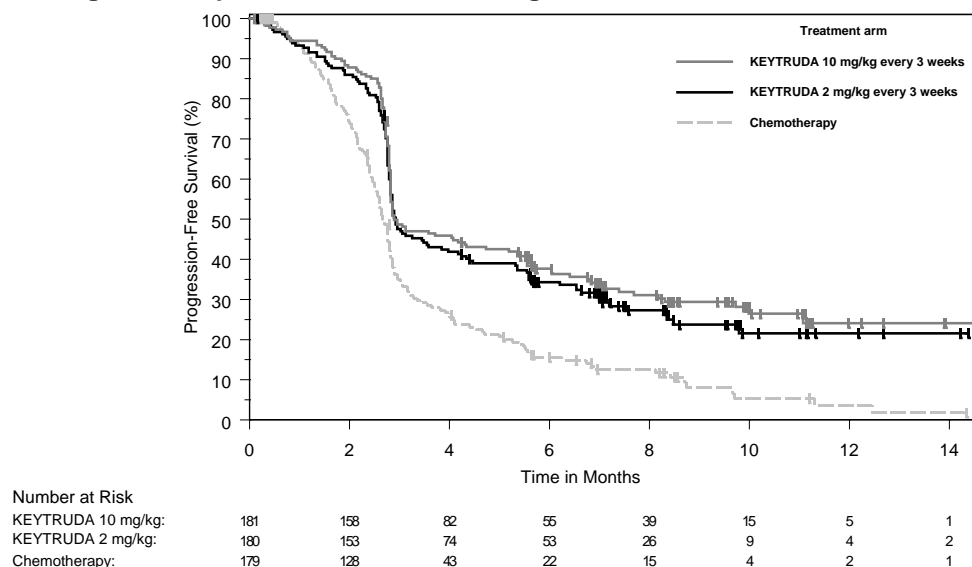 Treatment arm
KEYTRUDA 10 mg/kg every 3 weeks
KEYTRUDA 2 mg/kg every 3 weeks
Chemotherapy
Progression-Free Survival (%)
100
90
80
70
60
50
40
30
20
10
0
0 2 4 6 8 10 12 14
Time in Months
Number at Risk
KEYTRUDA 10 mg/kg: 181 158 82 55 39 15 5 1
KEYTRUDA 2 mg/kg: 180 153 74 53 26 9 4 2
Chemotherapy: 179 128 43 22 15 4 2 1